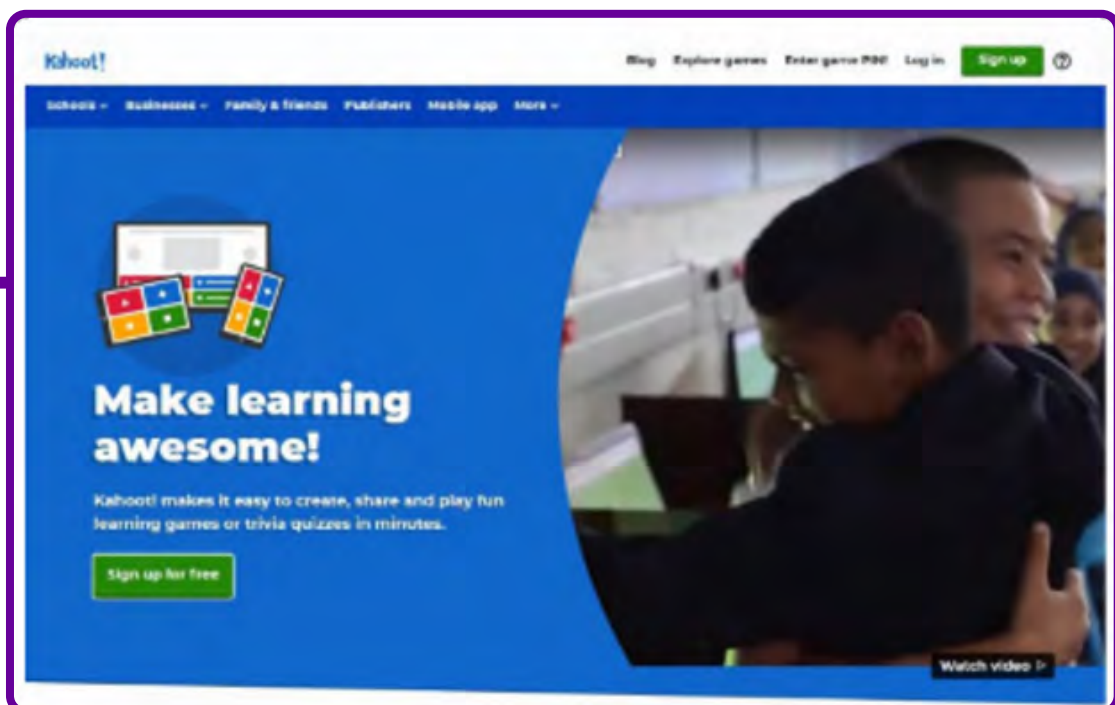 Kahoot!
Blog Explore games Enter game PIN! Log in Sign up
Schools Businesses Family & friends Publishers Mobile app More
Make learning
awesome!
Kahoot! makes it easy to create, share and play fun
learning games or trivia quizzes in minutes.
Sign up for free
Watch video